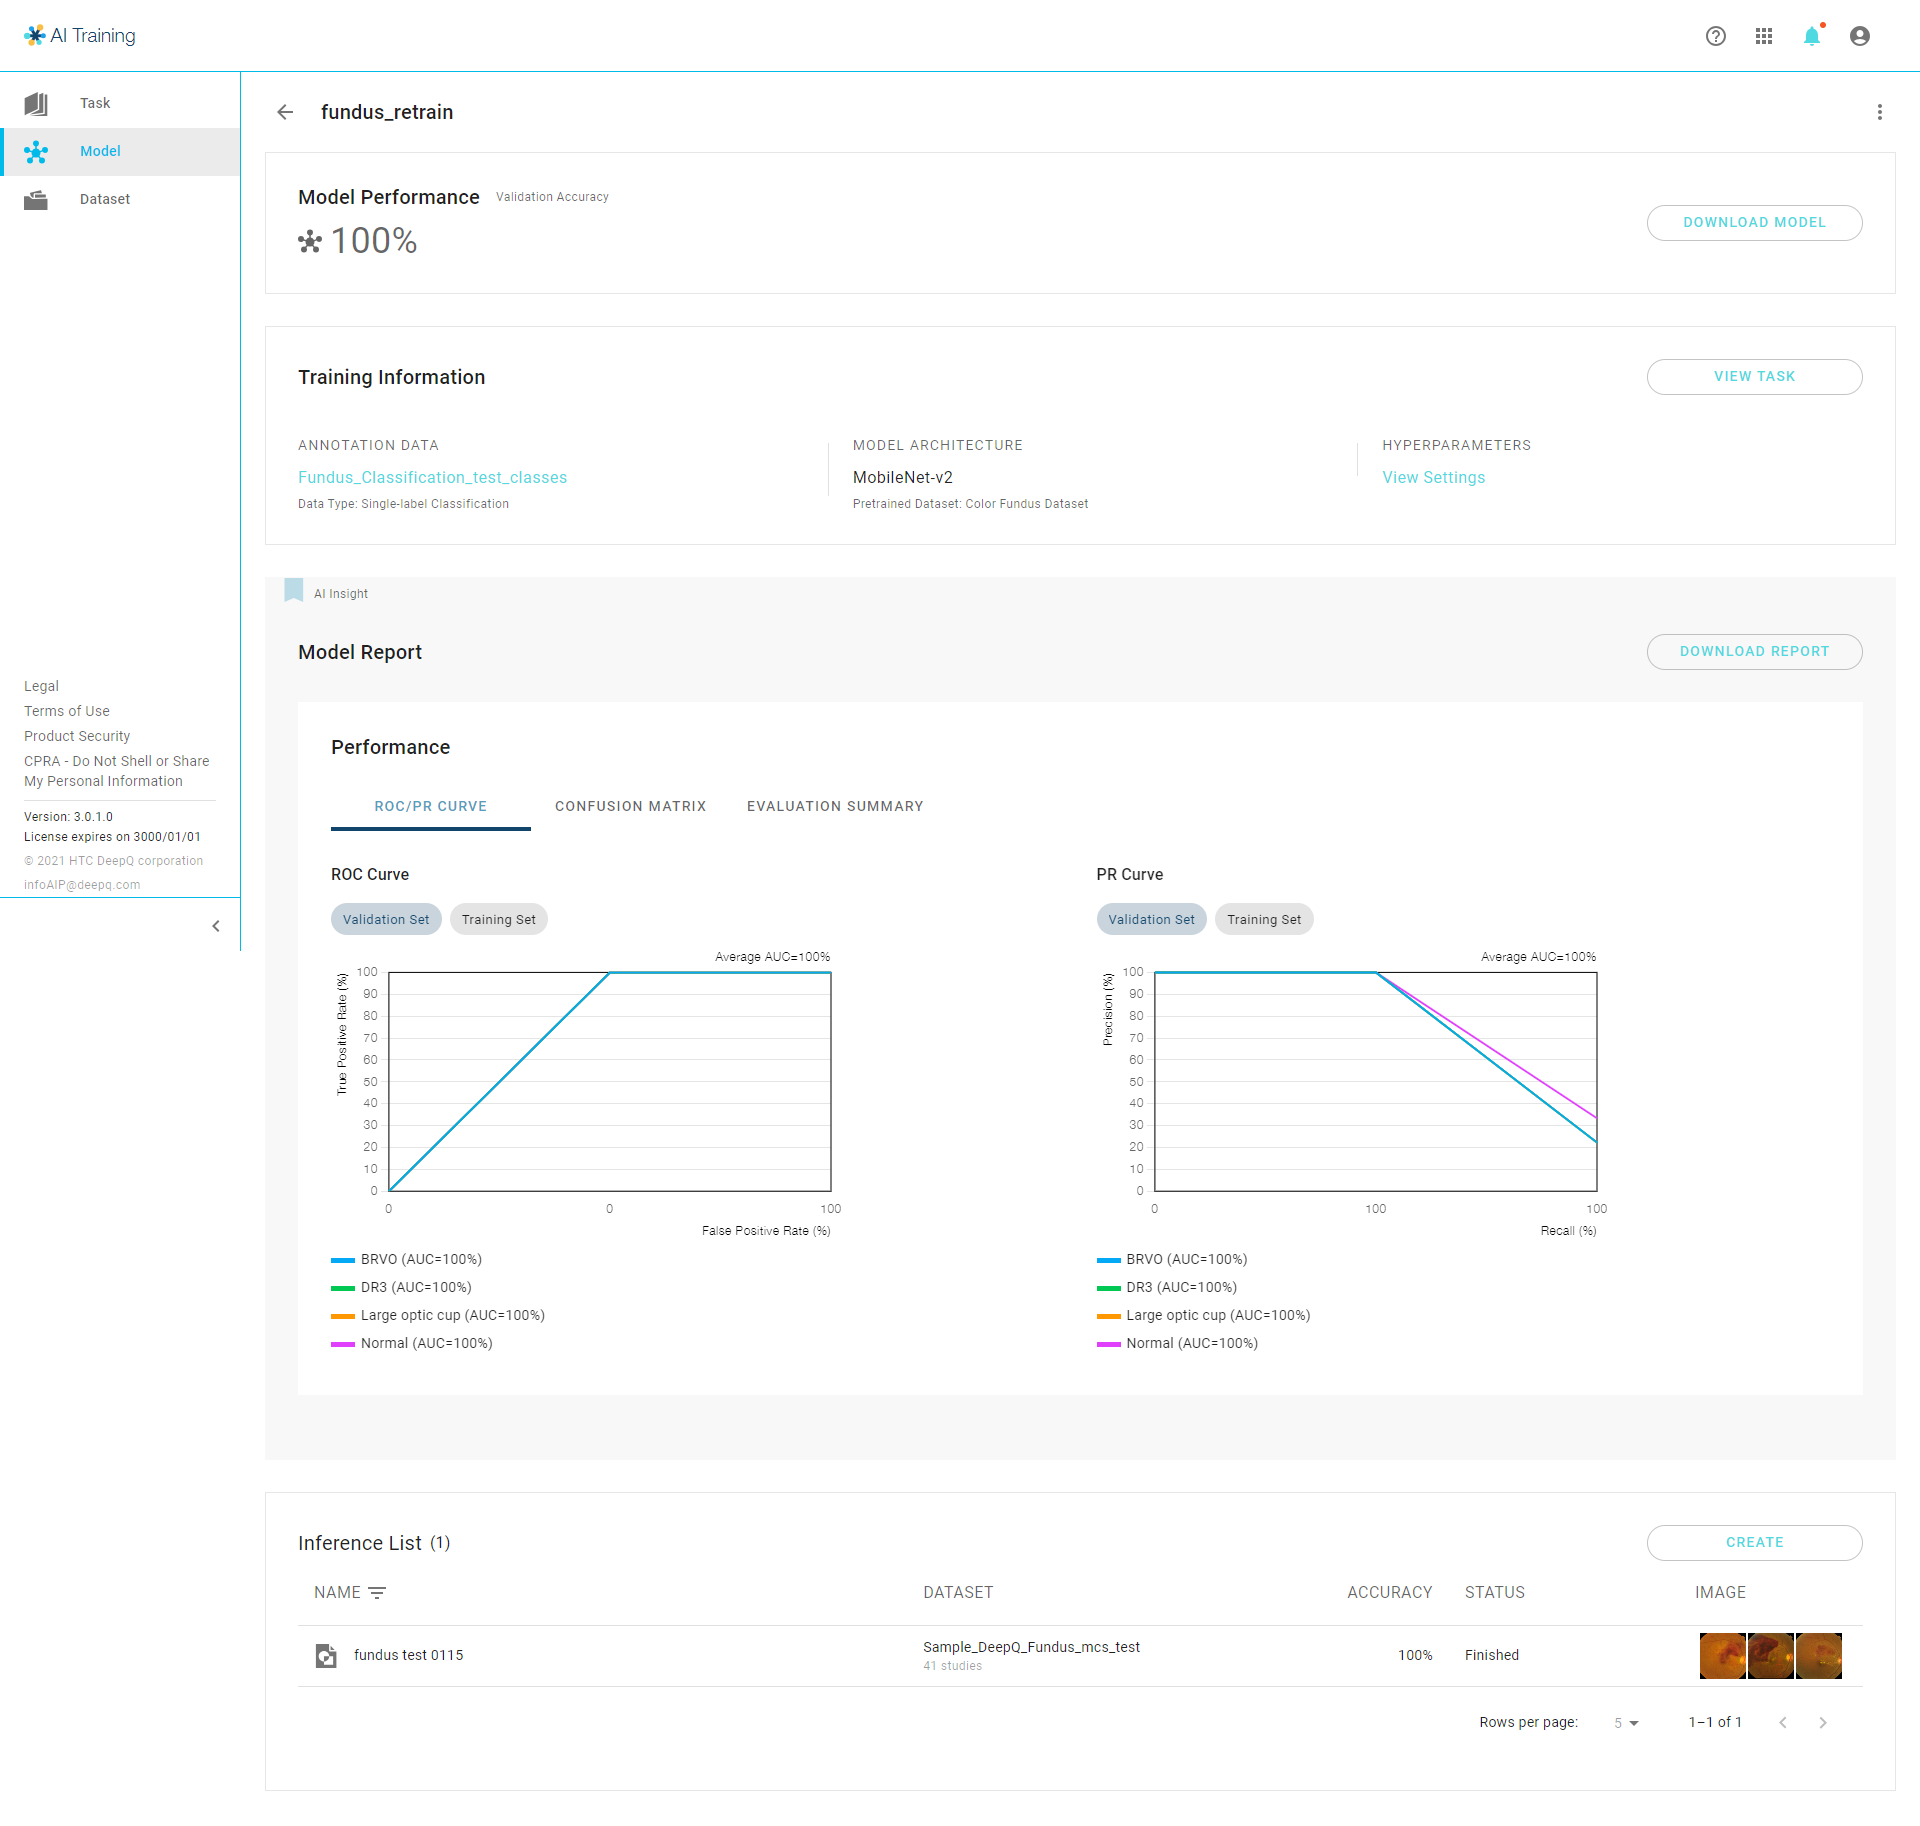 AI Training
Task
Model
Dataset
Legal
Terms of Use
Product Security
CPRA - Do Not Shell or Share
My Personal Information
Version: 3.0.1.0
License expires on 3000/01/01
© 2021 HTC DeepQ corporation
infoAIP@deepq.com
fundus_retrain
Model Performance Validation Accuracy
100%
DOWNLOAD MODEL
Training Information
VIEW TASK
ANNOTATION DATA
Fundus_Classification_test_classes
Data Type: Single-label Classification
MODEL ARCHITECTURE
MobileNet-v2
Pretrained Dataset: Color Fundus Dataset
HYPERPARAMETERS
View Settings
AI Insight
Model Report
DOWNLOAD REPORT
Performance
ROC/PR CURVE CONFUSION MATRIX EVALUATION SUMMARY
ROC Curve
Validation Set Training Set
Average AUC=100%
True Positive Rate (%)
100
90
80
70
60
50
40
30
20
10
0
0 0 100
False Positive Rate (%)
BRVO (AUC=100%)
DR3 (AUC=100%)
Large optic cup (AUC=100%)
Normal (AUC=100%)
PR Curve
Validation Set Training Set
Average AUC=100%
Precision (%)
100
90
80
70
60
50
40
30
20
10
0
0 100 100
Recall (%)
BRVO (AUC=100%)
DR3 (AUC=100%)
Large optic cup (AUC=100%)
Normal (AUC=100%)
Inference List (1)
CREATE
NAME DATASET ACCURACY STATUS IMAGE
fundus test 0115 Sample_DeepQ_Fundus_mcs_test 100% Finished
41 studies
Rows per page: 5 1–1 of 1